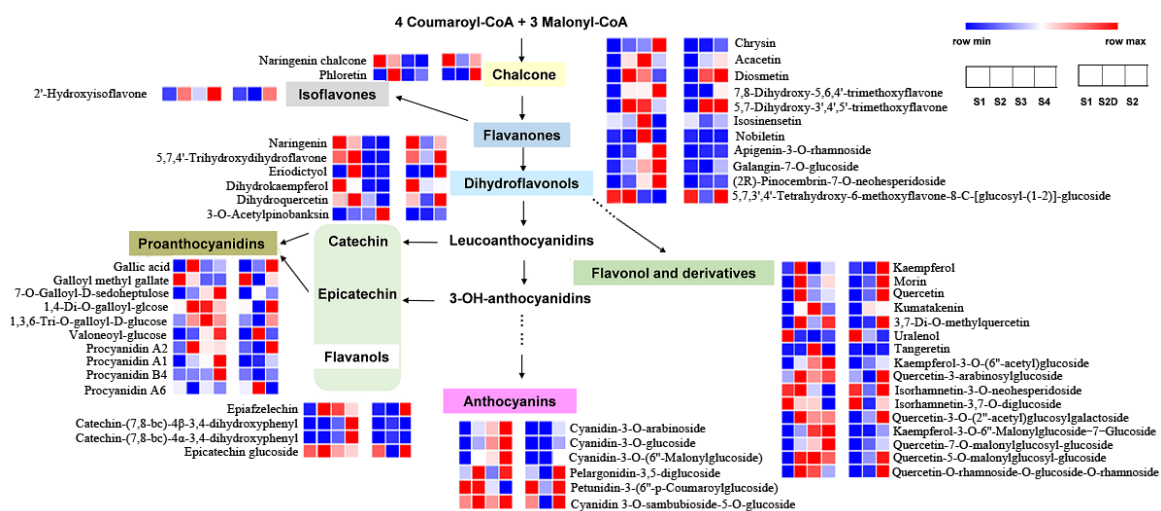 4 Coumaroyl-CoA + 3 Malonyl-CoA
row min
row max
S1 S2 S3 S4
S1 S2D S2
Naringenin chalcone
Phloretin
Chalcone
2'-Hydroxyisoflavone
Isoflavones
Flavanones
Chrysin
Acacetin
Diosmetin
7,8-Dihydroxy-5,6,4'-trimethoxyflavone
5,7-Dihydroxy-3',4',5'-trimethoxyflavone
Isosinensetin
Nobiletin
Apigenin-3-O-rhamnoside
Galangin-7-O-glucoside
(2R)-Pinocembrin-7-O-neohesperidoside
5,7,3',4'-Tetrahydroxy-6-methoxyflavone-8-C-[glucosyl-(1-2)]-glucoside
Naringenin
5,7,4'-Trihydroxydihydroflavone
Eriodictyol
Dihydrokaempferol
Dihydroquercetin
3-O-Acetylpinobanksin
Dihydroflavonols
Proanthocyanidins
Catechin
Leucoanthocyanidins
Flavonol and derivatives
Gallic acid
Galloyl methyl gallate
7-O-Galloyl-D-sedoheptulose
1,4-Di-O-galloyl-glcose
1,3,6-Tri-O-galloyl-D-glucose
Valoneoyl-glucose
Procyanidin A2
Procyanidin A1
Procyanidin B4
Procyanidin A6
Epicatechin
3-OH-anthocyanidins
Flavanols
Kaempferol
Morin
Quercetin
Kumatakenin
3,7-Di-O-methylquercetin
Uralenol
Tangeretin
Kaempferol-3-O-(6"-acetyl)glucoside
Quercetin-3-arabinosylglucoside
Isorhamnetin-3-O-neohesperidoside
Isorhamnetin-3,7-O-diglucoside
Quercetin-3-O-(2"-acetyl)glucosylgalactoside
Kaempferol-3-O-6"-Malonylglucoside-7-Glucoside
Quercetin-7-O-malonylglucosyl-glucoside
Quercetin-5-O-malonylglucosyl-glucoside
Quercetin-O-rhamnoside-O-glucoside-O-rhamnoside
Epiafzelechin
Catechin-(7,8-bc)-4β-3,4-dihydroxyphenyl
Catechin-(7,8-bc)-4α-3,4-dihydroxyphenyl
Epicatechin glucoside
Anthocyanins
Cyanidin-3-O-arabinoside
Cyanidin-3-O-glucoside
Cyanidin-3-O-(6"-Malonylglucoside)
Pelargonidin-3,5-diglucoside
Petunidin-3-(6"-p-Coumaroylglucoside)
Cyanidin 3-O-sambubioside-5-O-glucoside